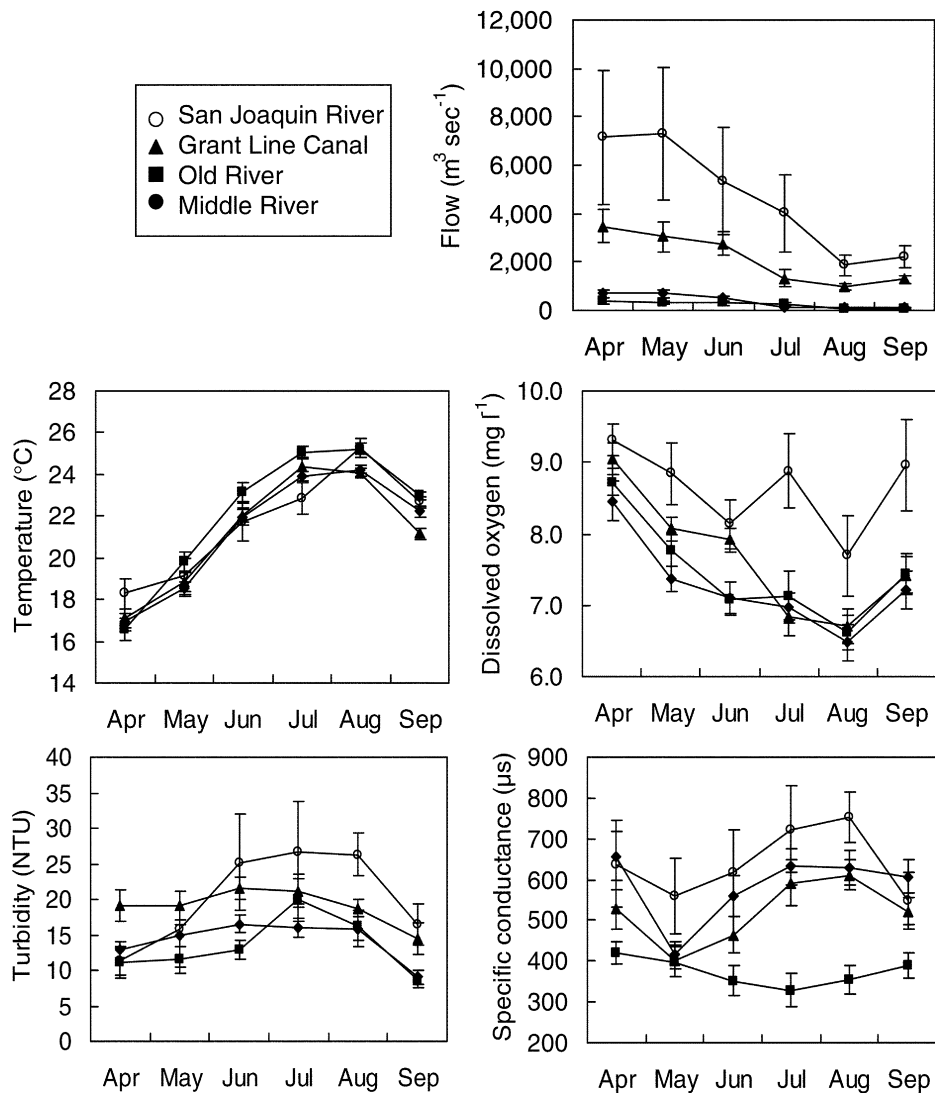 San Joaquin River
Grant Line Canal
Old River
Middle River
Flow (m³ sec⁻¹)
12,000
10,000
8,000
6,000
4,000
2,000
0
Apr May Jun Jul Aug Sep
Temperature (°C)
28
26
24
22
20
18
16
14
Apr May Jun Jul Aug Sep
Dissolved oxygen (mg l⁻¹)
10.0
9.0
8.0
7.0
6.0
Apr May Jun Jul Aug Sep
Turbidity (NTU)
40
35
30
25
20
15
10
5
0
Apr May Jun Jul Aug Sep
Specific conductance (µs)
900
800
700
600
500
400
300
200
Apr May Jun Jul Aug Sep